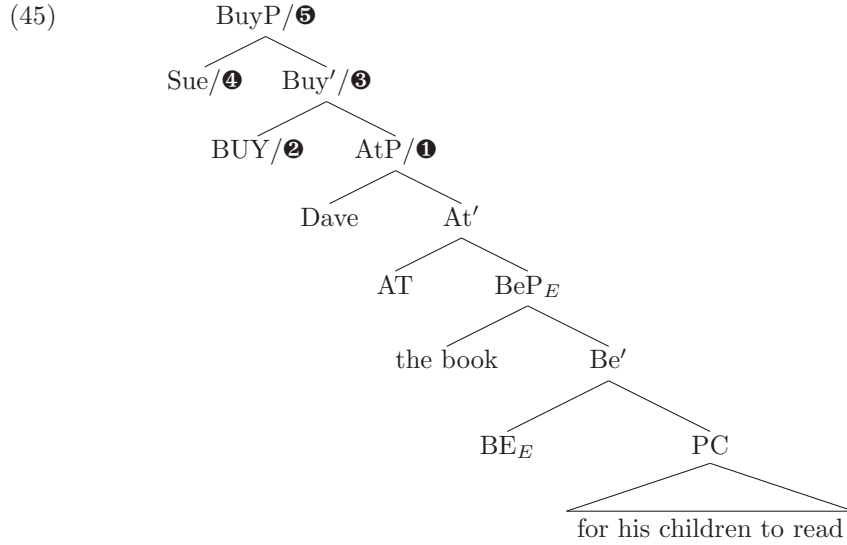 (45) BuyP/❺
Sue/❹ Buy′/❸
BUY/❷ AtP/❶
Dave At′
AT BeP_E
the book Be′
BE_E PC
for his children to read